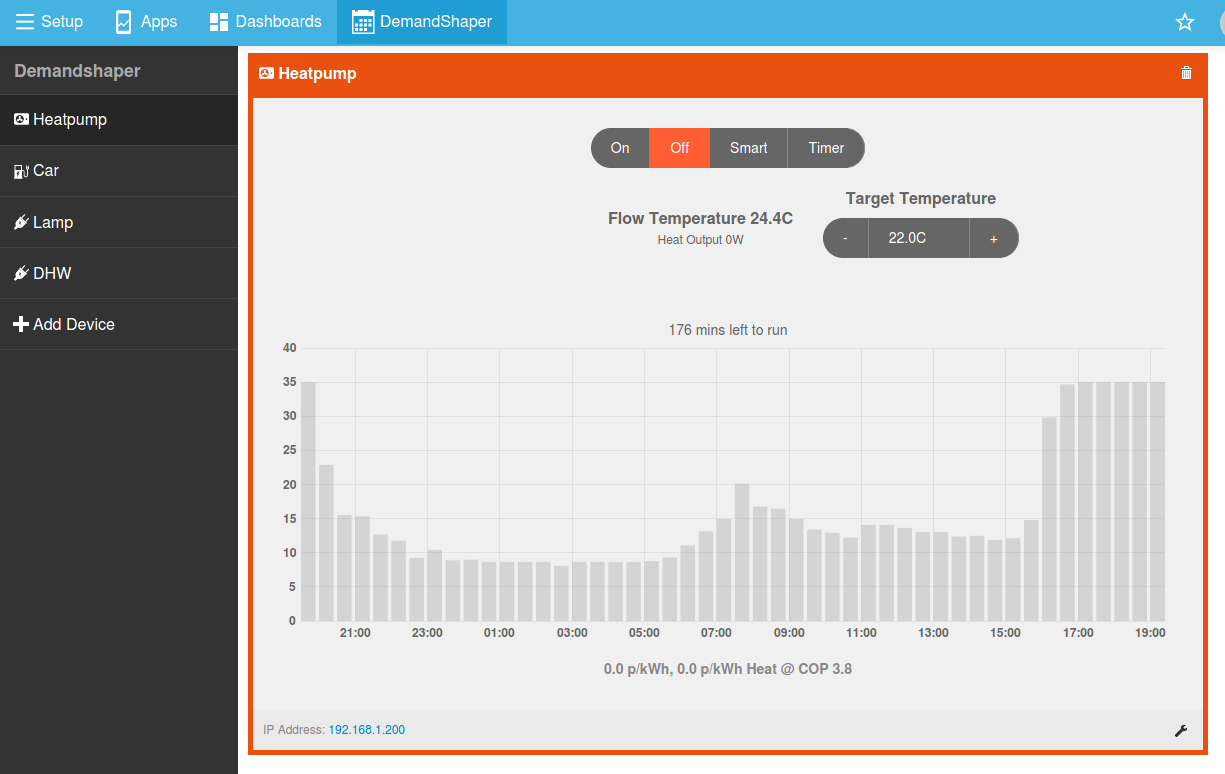 Setup Apps Dashboards DemandShaper
Demandshaper
Heatpump
Car
Lamp
DHW
Add Device
Heatpump
On Off Smart Timer
Flow Temperature 24.4C
Heat Output 0W
Target Temperature
- 22.0C +
176 mins left to run
40
35
30
25
20
15
10
5
0
21:00 23:00 01:00 03:00 05:00 07:00 09:00 11:00 13:00 15:00 17:00 19:00
0.0 p/kWh, 0.0 p/kWh Heat @ COP 3.8
IP Address: 192.168.1.200